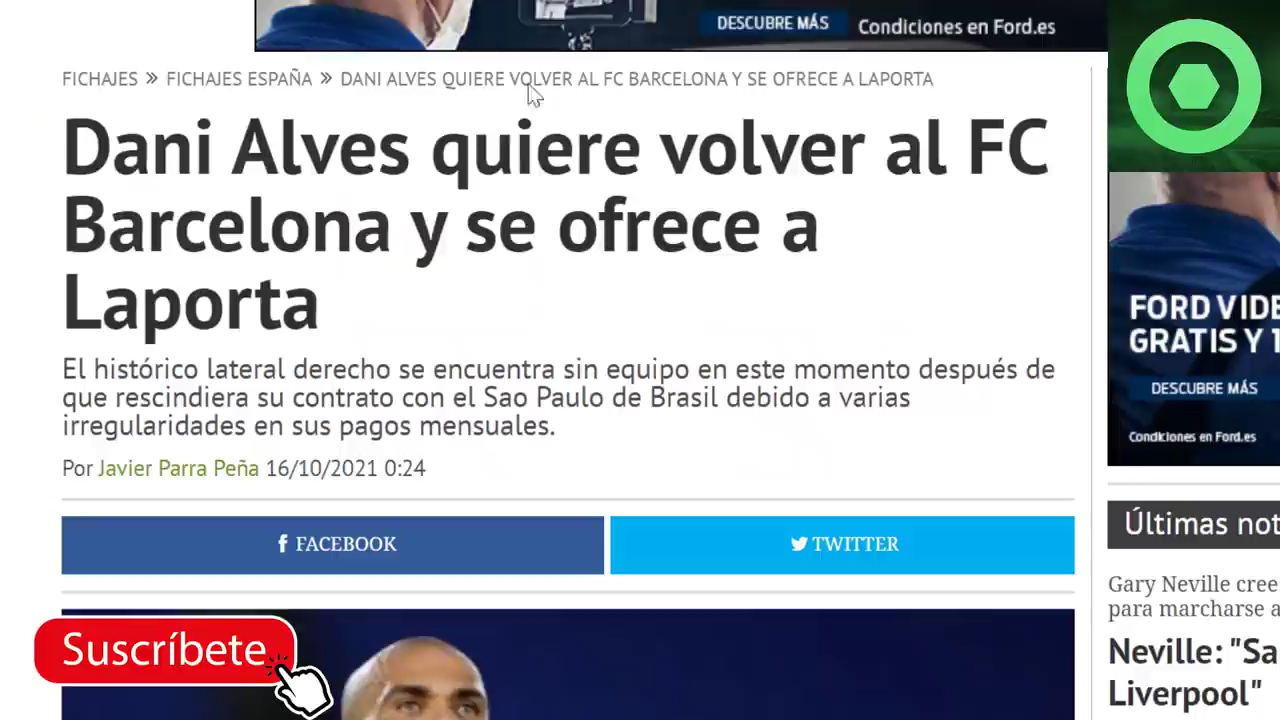 DESCUBRE MÁS
Condiciones en Ford.es
FICHAJES » FICHAJES ESPAÑA » DANI ALVES QUIERE VOLVER AL FC BARCELONA Y SE OFRECE A LAPORTA
Dani Alves quiere volver al FC
Barcelona y se ofrece a
Laporta
El histórico lateral derecho se encuentra sin equipo en este momento después de
que rescindiera su contrato con el Sao Paulo de Brasil debido a varias
irregularidades en sus pagos mensuales.
Por Javier Parra Peña 16/10/2021 0:24
FACEBOOK
TWITTER
Suscríbete
FORD VIDE
GRATIS Y 1
DESCUBRE MÁS
Condiciones en Ford.es
Últimas not
Gary Neville cree
para marcharse a
Neville: "Sa
Liverpool"